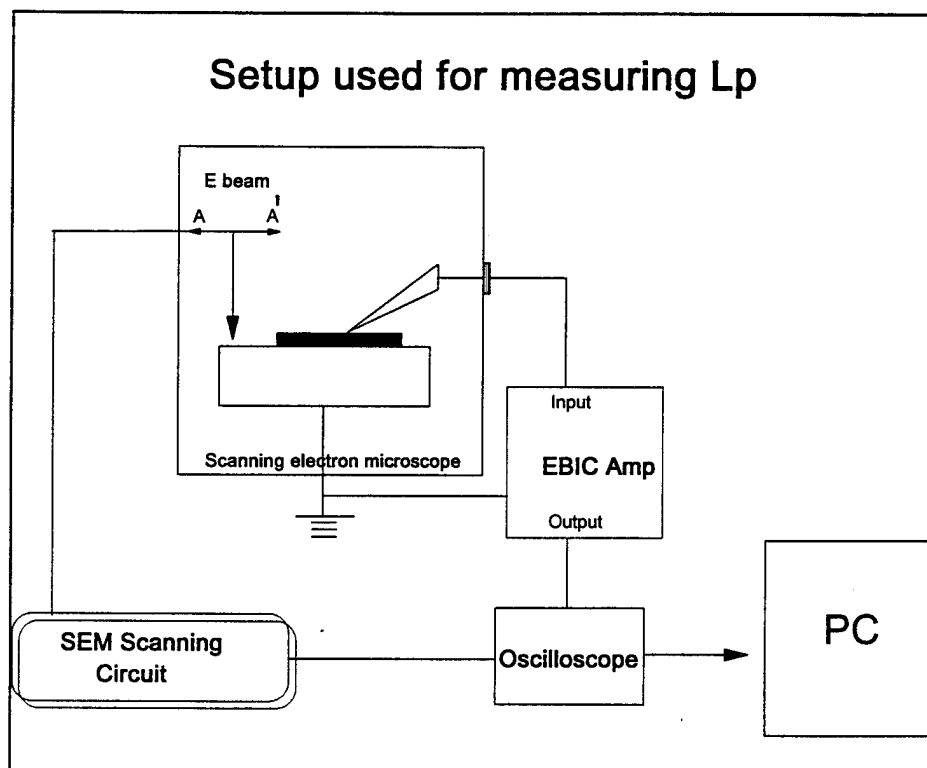 Setup used for measuring Lp
E beam
A A'
Input
EBIC Amp
Scanning electron microscope
Output
PC
SEM Scanning
Circuit
Oscilloscope